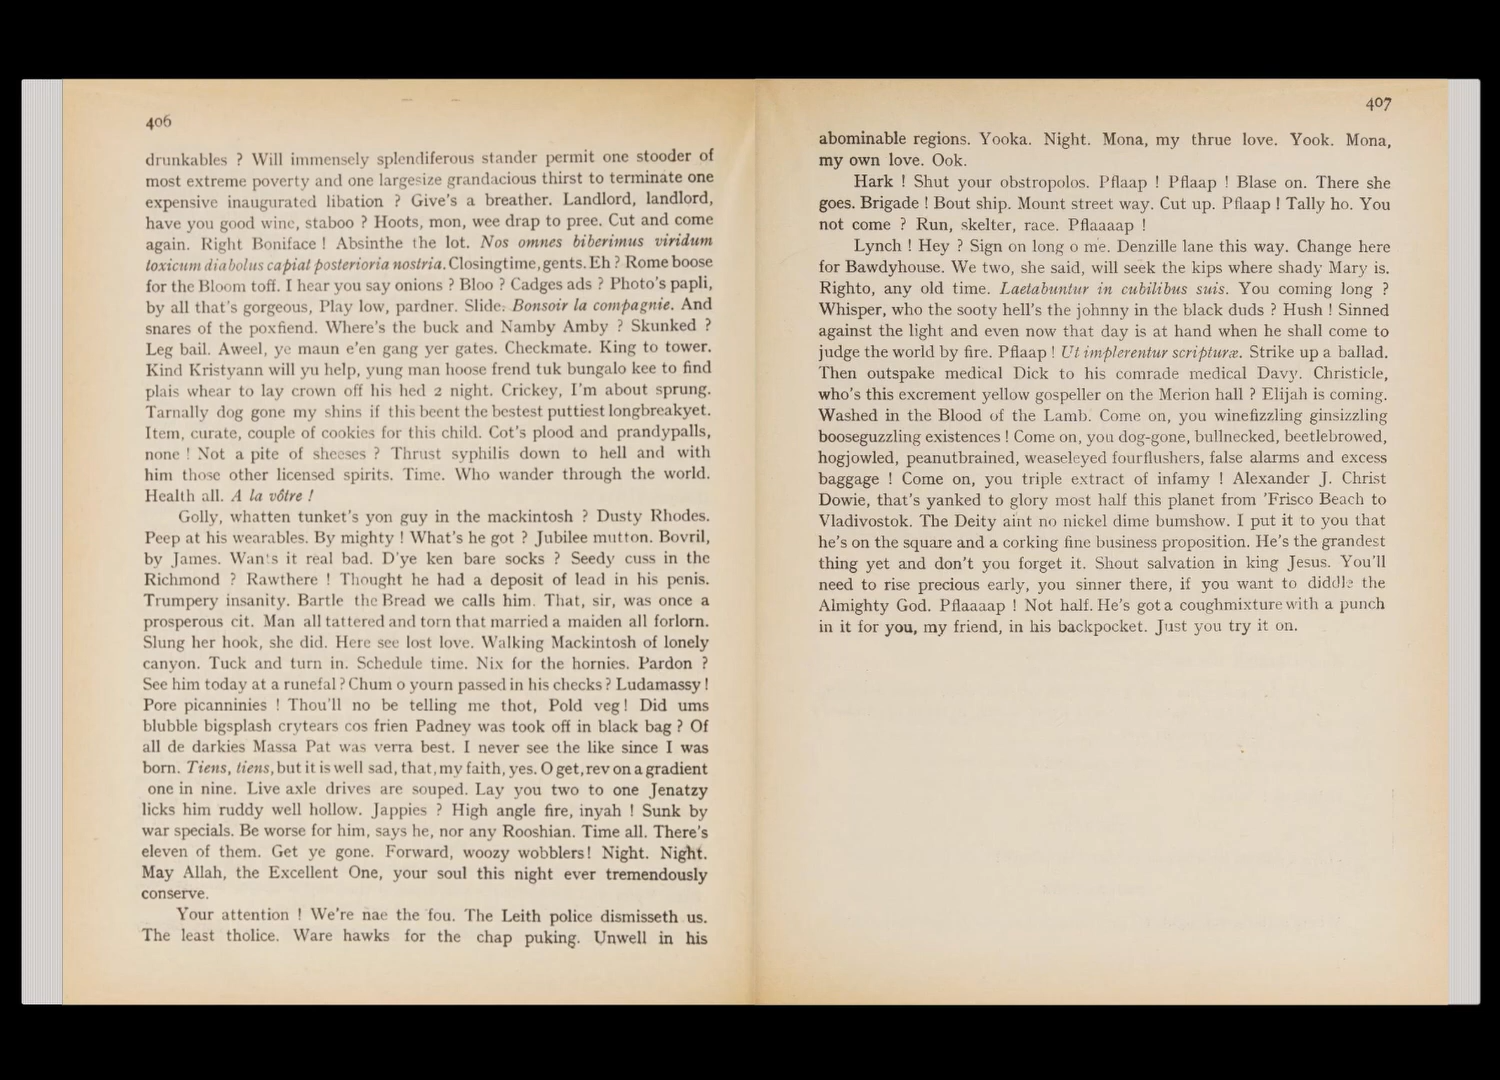 406
drunkables ? Will immensely splendiferous stander permit one stooder of
most extreme poverty and one largesize grandacious thirst to terminate one
expensive inaugurated libation ? Give's a breather. Landlord, landlord,
have you good wine, staboo ? Hoots, mon, wee drap to pree. Cut and come
again. Right Boniface ! Absinthe the lot. Nos omnes biberimus viridum
toxicum diabolus capiat posterioria nostria. Closingtime, gents. Eh ? Rome boose
for the Bloom toff. I hear you say onions ? Bloo ? Cadges ads ? Photo's papli,
by all that's gorgeous, Play low, pardner. Slide. Bonsoir la compagnie. And
snares of the poxfiend. Where's the buck and Namby Amby ? Skunked ?
Leg bail. Aweel, ye maun e'en gang yer gates. Checkmate. King to tower.
Kind Kristyann will yu help, yung man hoose frend tuk bungalo kee to find
plais whear to lay crown off his hed 2 night. Crickey, I'm about sprung.
Tarnally dog gone my shins if this beent the bestest puttiest longbreakyet.
Item, curate, couple of cookies for this child. Cot's plood and prandypalls,
none ! Not a pite of sheeses ? Thrust syphilis down to hell and with
him those other licensed spirits. Time. Who wander through the world.
Health all. A la vôtre !
Golly, whatten tunket's yon guy in the mackintosh ? Dusty Rhodes.
Peep at his wearables. By mighty ! What's he got ? Jubilee mutton. Bovril,
by James. Wants it real bad. D'ye ken bare socks ? Seedy cuss in the
Richmond ? Rawthere ! Thought he had a deposit of lead in his penis.
Trumpery insanity. Bartle the Bread we calls him. That, sir, was once a
prosperous cit. Man all tattered and torn that married a maiden all forlorn.
Slung her hook, she did. Here see lost love. Walking Mackintosh of lonely
canyon. Tuck and turn in. Schedule time. Nix for the hornies. Pardon ?
See him today at a runefal ? Chum o yourn passed in his checks ? Ludamassy !
Pore picanninies ! Thou'll no be telling me thot, Pold veg ! Did ums
blubble bigsplash crytears cos frien Padney was took off in black bag ? Of
all de darkies Massa Pat was verra best. I never see the like since I was
born. Tiens, tiens, but it is well sad, that, my faith, yes. O get, rev on a gradient
one in nine. Live axle drives are souped. Lay you two to one Jenatzy
licks him ruddy well hollow. Jappies ? High angle fire, inyah ! Sunk by
war specials. Be worse for him, says he, nor any Rooshian. Time all. There's
eleven of them. Get ye gone. Forward, woozy wobblers ! Night. Night.
May Allah, the Excellent One, your soul this night ever tremendously
conserve.
Your attention ! We're nae the fou. The Leith police dismisseth us.
The least tholice. Ware hawks for the chap puking. Unwell in his
407
abominable regions. Yooka. Night. Mona, my thrue love. Yook. Mona,
my own love. Ook.
Hark ! Shut your obstropolos. Pflaap ! Pflaap ! Blase on. There she
goes. Brigade ! Bout ship. Mount street way. Cut up. Pflaap ! Tally ho. You
not come ? Run, skelter, race. Pflaaaap !
Lynch ! Hey ? Sign on long o me. Denzille lane this way. Change here
for Bawdyhouse. We two, she said, will seek the kips where shady Mary is.
Righto, any old time. Laetabuntur in cubilibus suis. You coming long ?
Whisper, who the sooty hell's the johnny in the black duds ? Hush ! Sinned
against the light and even now that day is at hand when he shall come to
judge the world by fire. Pflaap ! Ut implerentur scripturæ. Strike up a ballad.
Then outspake medical Dick to his comrade medical Davy. Christicle,
who's this excrement yellow gospeller on the Merion hall ? Elijah is coming.
Washed in the Blood of the Lamb. Come on, you winefizzling ginsizzling
booseguzzling existences ! Come on, you dog-gone, bullnecked, beetlebrowed,
hogjowled, peanutbrained, weaseleyed fourflushers, false alarms and excess
baggage ! Come on, you triple extract of infamy ! Alexander J. Christ
Dowie, that's yanked to glory most half this planet from 'Frisco Beach to
Vladivostok. The Deity aint no nickel dime bumshow. I put it to you that
he's on the square and a corking fine business proposition. He's the grandest
thing yet and don't you forget it. Shout salvation in king Jesus. You'll
need to rise precious early, you sinner there, if you want to diddle the
Almighty God. Pflaaaap ! Not half. He's got a coughmixture with a punch
in it for you, my friend, in his backpocket. Just you try it on.